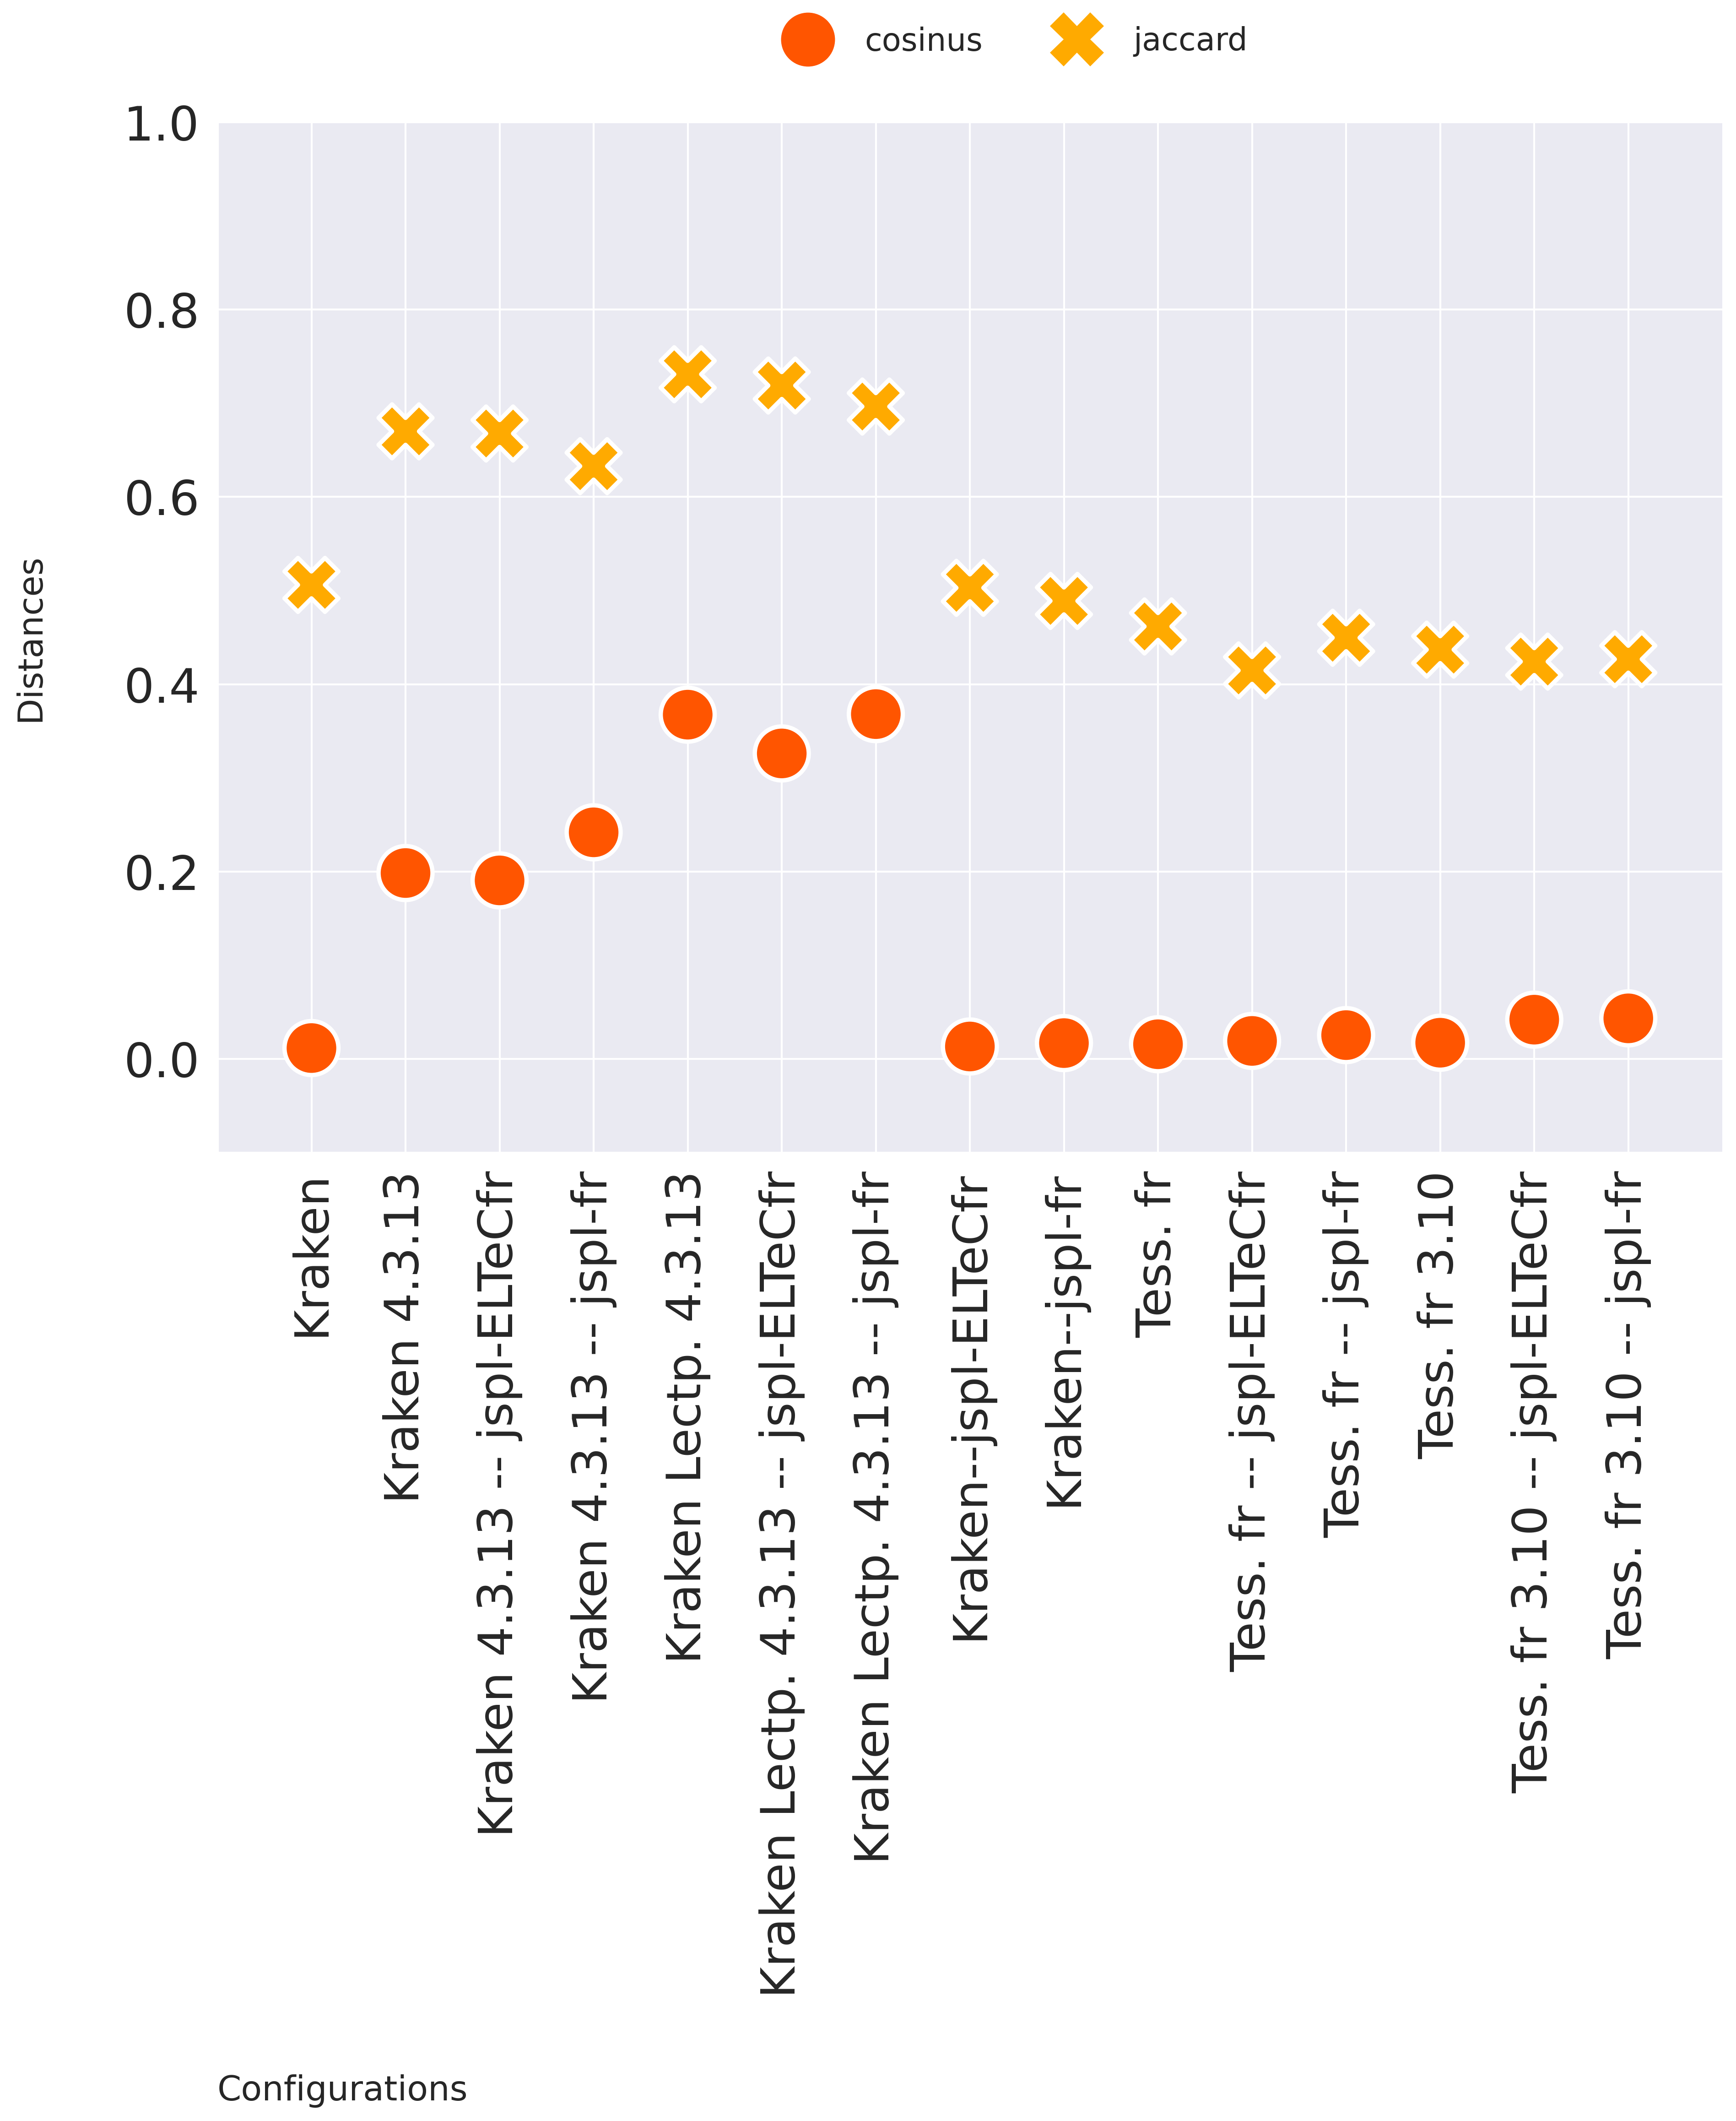 cosinus
jaccard
1.0
0.8
0.6
0.4
0.2
0.0
Distances
Kraken
Kraken 4.3.13
Kraken 4.3.13 -- jspl-ELTeCfr
Kraken 4.3.13 -- jspl-fr
Kraken Lectp. 4.3.13
Kraken Lectp. 4.3.13 -- jspl-ELTeCfr
Kraken Lectp. 4.3.13 -- jspl-fr
Kraken--jspl-ELTeCfr
Kraken--jspl-fr
Tess. fr
Tess. fr -- jspl-ELTeCfr
Tess. fr -- jspl-fr
Tess. fr 3.10
Tess. fr 3.10 -- jspl-ELTeCfr
Tess. fr 3.10 -- jspl-fr
Configurations